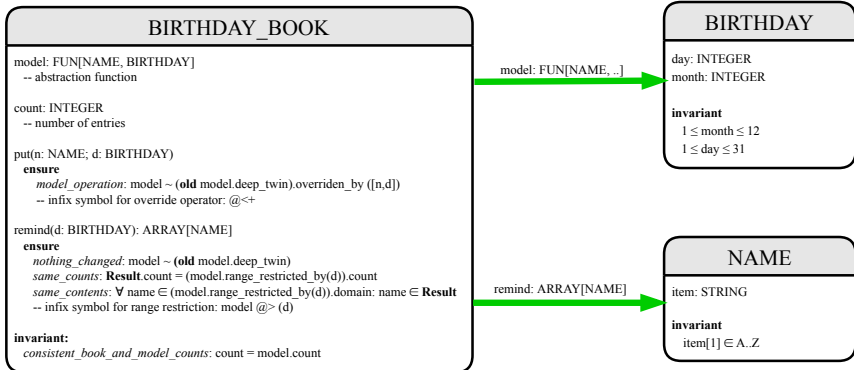 BIRTHDAY_BOOK
model: FUN[NAME, BIRTHDAY]
-- abstraction function
count: INTEGER
-- number of entries
put(n: NAME; d: BIRTHDAY)
ensure
model_operation: model ~ (old model.deep_twin).overriden_by ([n,d])
-- infix symbol for override operator: @<+
remind(d: BIRTHDAY): ARRAY[NAME]
ensure
nothing_changed: model ~ (old model.deep_twin)
same_counts: Result.count = (model.range_restricted_by(d)).count
same_contents: ∀ name ∈ (model.range_restricted_by(d)).domain: name ∈ Result
-- infix symbol for range restriction: model @> (d)
invariant:
consistent_book_and_model_counts: count = model.count
model: FUN[NAME, ..]
remind: ARRAY[NAME]
BIRTHDAY
day: INTEGER
month: INTEGER
invariant
1 ≤ month ≤ 12
1 ≤ day ≤ 31
NAME
item: STRING
invariant
item[1] ∈ A..Z